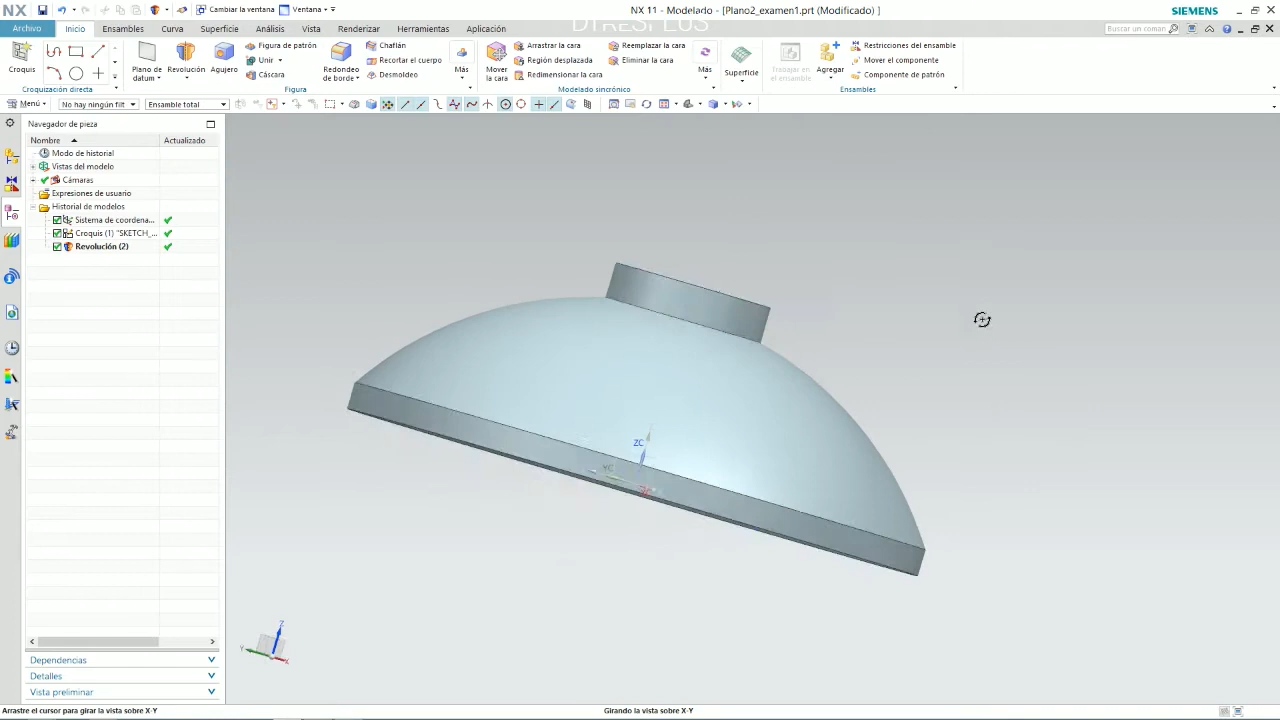 NX
Cambiar la ventana
Ventana
NX 11 - Modelado - [Plano2_examen1.prt (Modificado) ]
SIEMENS
DTRESPLUS
Archivo
Inicio
Ensambles
Curva
Superficie
Análisis
Vista
Renderizar
Herramientas
Aplicación
Buscar un coman
Croquis
Plano de datum
Revolución
Agujero
Figura de patrón
Unir
Cáscara
Redondeo de borde
Chaflán
Recortar el cuerpo
Desmoldeo
Más
Mover la cara
Arrastrar la cara
Región desplazada
Redimensionar la cara
Reemplazar la cara
Eliminar la cara
Más
Superficie
Trabajar en el ensamble
Agregar
Restricciones del ensamble
Mover el componente
Componente de patrón
Croquización directa
Figura
Modelado sincrónico
Ensambles
Menú
No hay ningún filt
Ensamble total
Navegador de pieza
Nombre
Actualizado
Modo de historial
Vistas del modelo
Cámaras
Expresiones de usuario
Historial de modelos
Sistema de coordena...
Croquis (1) "SKETCH_...
Revolución (2)
ZC
YC
Z
Y
X
Dependencias
Detalles
Vista preliminar
Arrastre el cursor para girar la vista sobre X-Y
Girando la vista sobre X-Y